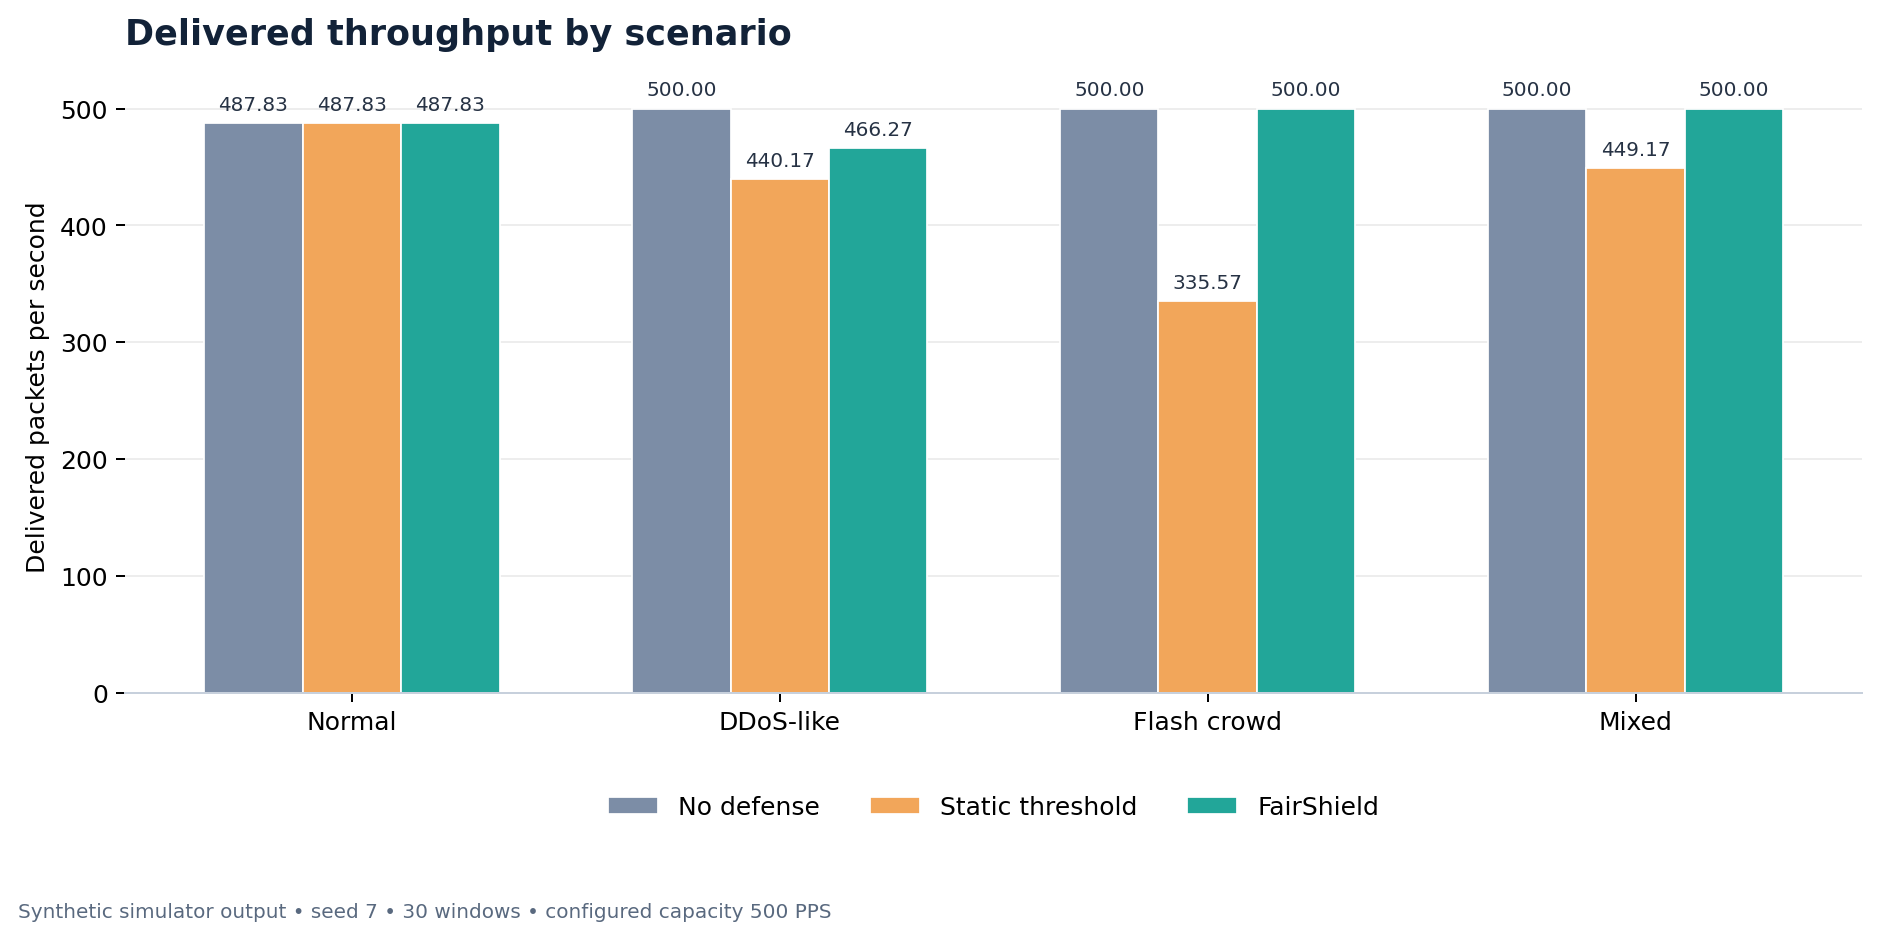 Delivered throughput by scenario
500.00 500.00 500.00 500.00 500.00
487.83 487.83 487.83
466.27
440.17
449.17
335.57
Delivered packets per second
500
400
300
200
100
0
Normal DDoS-like Flash crowd Mixed
No defense Static threshold FairShield
Synthetic simulator output • seed 7 • 30 windows • configured capacity 500 PPS